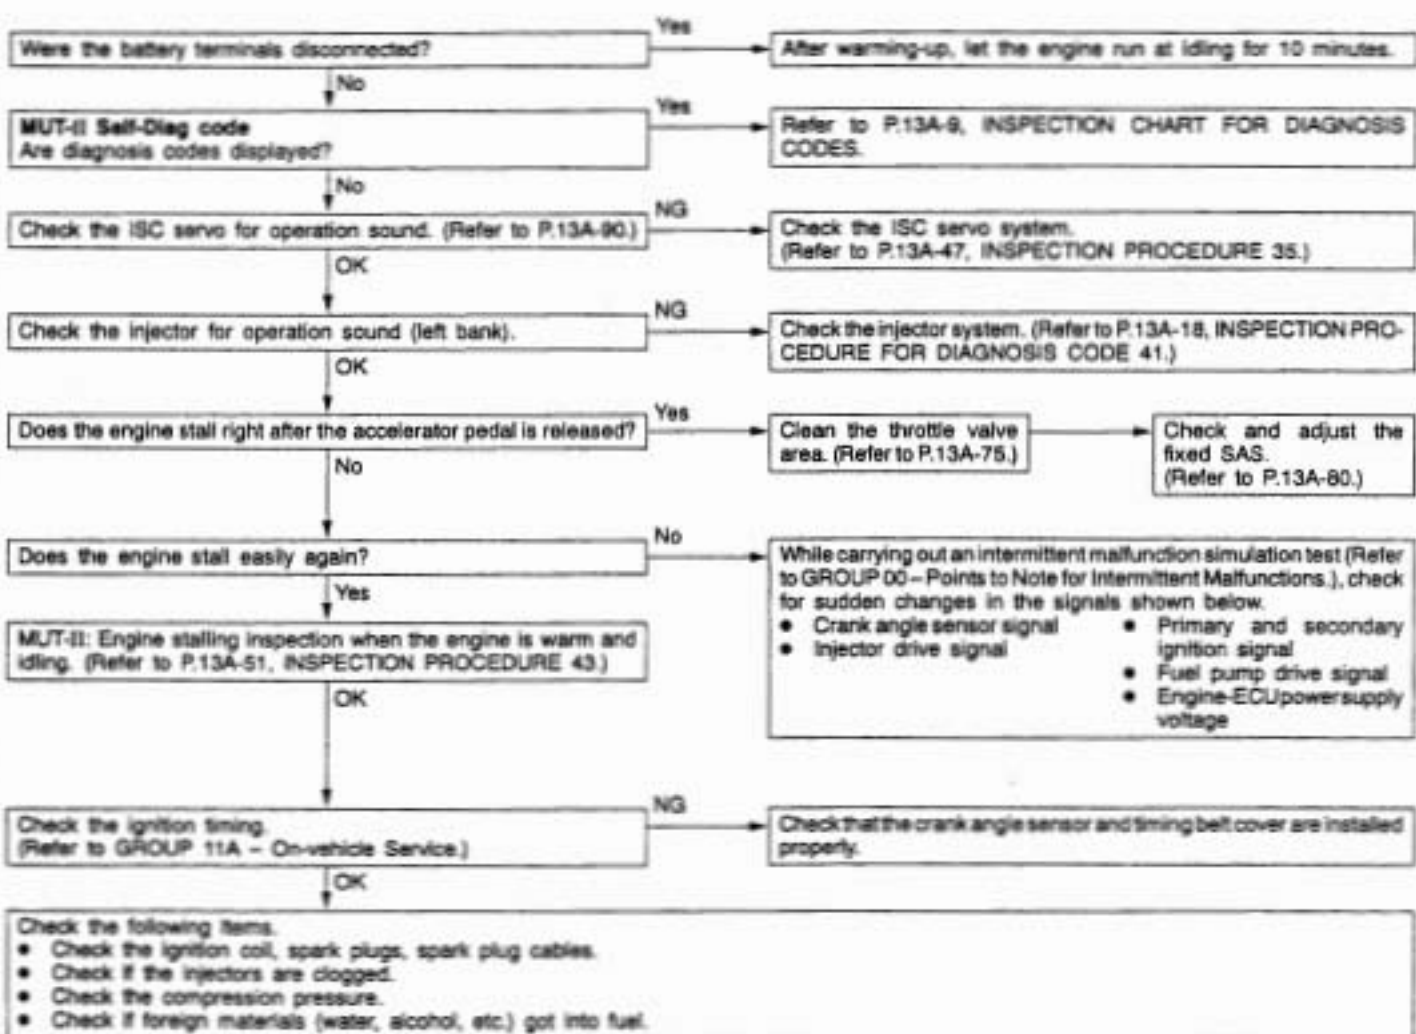 Yes
Were the battery terminals disconnected?
After warming-up, let the engine run at idling for 10 minutes.
No
Yes
MUT-II Self-Diag code
Are diagnosis codes displayed?
Refer to P.13A-9, INSPECTION CHART FOR DIAGNOSIS
CODES.
No
NG
Check the ISC servo for operation sound. (Refer to P.13A-90.)
Check the ISC servo system.
(Refer to P.13A-47, INSPECTION PROCEDURE 35.)
OK
NG
Check the injector for operation sound (left bank).
Check the injector system. (Refer to P.13A-18, INSPECTION PRO-
CEDURE FOR DIAGNOSIS CODE 41.)
OK
Yes
Does the engine stall right after the accelerator pedal is released?
Clean the throttle valve
area. (Refer to P.13A-75.)
Check and adjust the
fixed SAS.
(Refer to P.13A-80.)
No
No
Does the engine stall easily again?
While carrying out an intermittent malfunction simulation test (Refer
to GROUP 00 – Points to Note for Intermittent Malfunctions.), check
for sudden changes in the signals shown below.
● Crank angle sensor signal
● Injector drive signal
● Primary and secondary
ignition signal
● Fuel pump drive signal
● Engine-ECU power supply
voltage
Yes
MUT-II: Engine stalling inspection when the engine is warm and
idling. (Refer to P.13A-51, INSPECTION PROCEDURE 43.)
OK
NG
Check the ignition timing.
(Refer to GROUP 11A – On-vehicle Service.)
Check that the crank angle sensor and timing belt cover are installed
properly.
OK
Check the following items.
● Check the ignition coil, spark plugs, spark plug cables.
● Check if the injectors are clogged.
● Check the compression pressure.
● Check if foreign materials (water, alcohol, etc.) got into fuel.